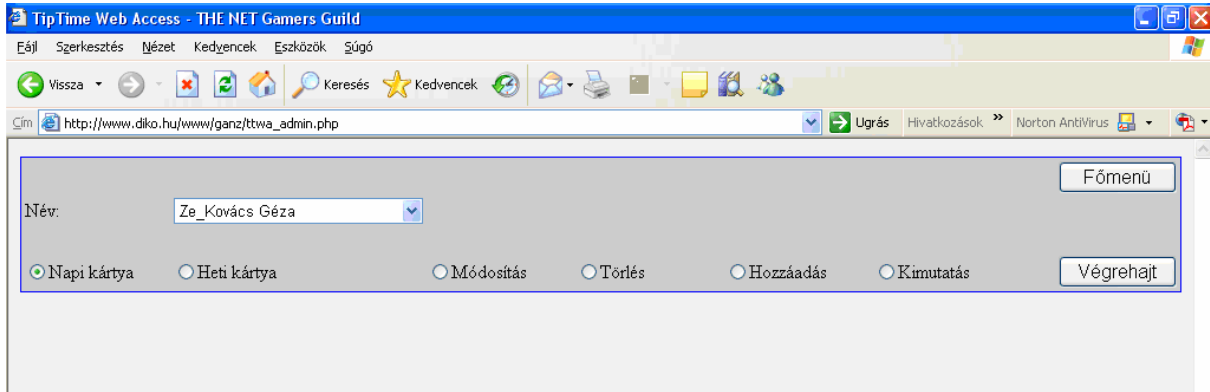 TipTime Web Access - THE NET Gamers Guild
Fájl Szerkesztés Nézet Kedvencek Eszközök Súgó
Vissza Keresés Kedvencek
Cím http://www.diko.hu/www/ganz/ttwa_admin.php Ugrás Hivatkozások » Norton AntiVirus
Főmenü
Név: Ze_Kovács Géza
Napi kártya Heti kártya Módosítás Törlés Hozzáadás Kimutatás Végrehajt